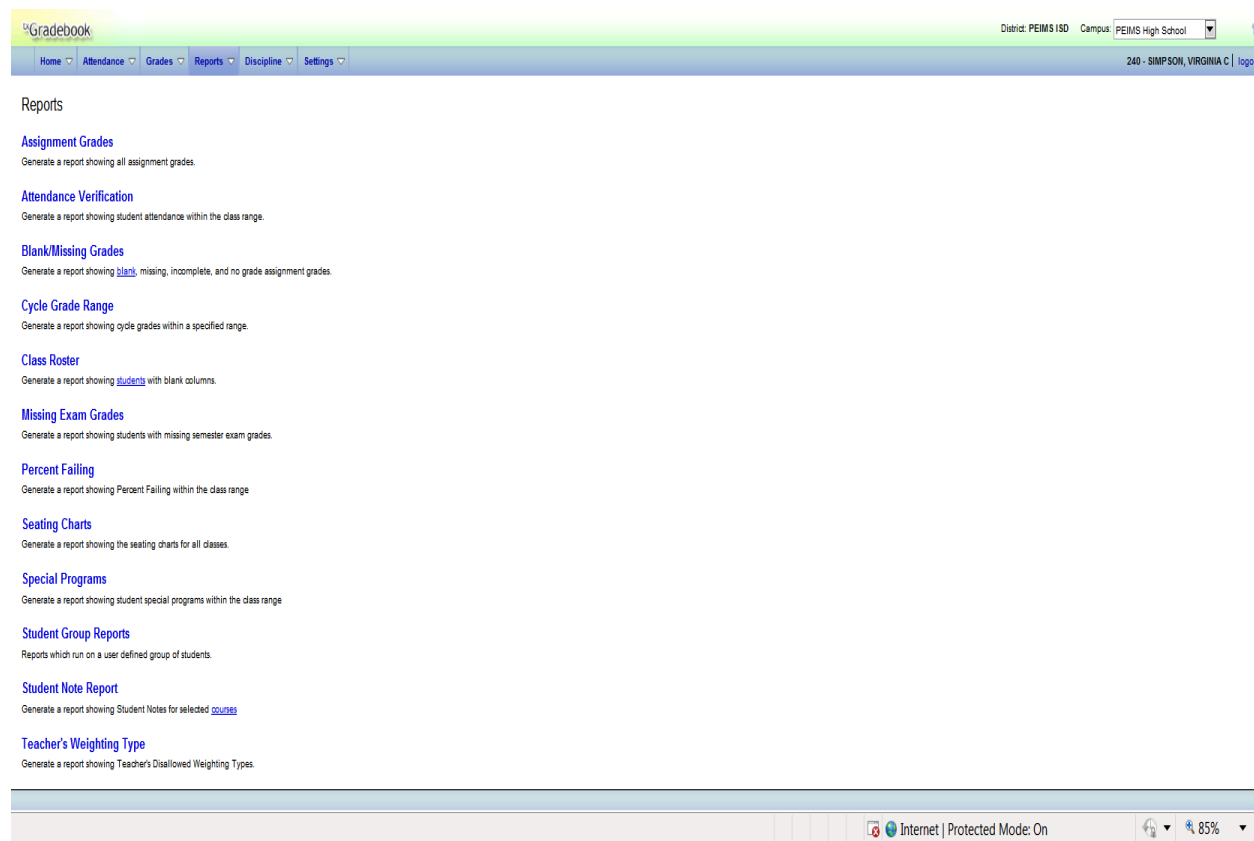 txGradebook
District: PEIMS ISD Campus: PEIMS High School
Home Attendance Grades Reports Discipline Settings 240 - SIMPSON, VIRGINIA C | logo
Reports
Assignment Grades
Generate a report showing all assignment grades.
Attendance Verification
Generate a report showing student attendance within the class range.
Blank/Missing Grades
Generate a report showing blank, missing, incomplete, and no grade assignment grades.
Cycle Grade Range
Generate a report showing cycle grades within a specified range.
Class Roster
Generate a report showing students with blank columns.
Missing Exam Grades
Generate a report showing students with missing semester exam grades.
Percent Failing
Generate a report showing Percent Failing within the class range
Seating Charts
Generate a report showing the seating charts for all classes.
Special Programs
Generate a report showing student special programs within the class range
Student Group Reports
Reports which run on a user defined group of students.
Student Note Report
Generate a report showing Student Notes for selected courses
Teacher's Weighting Type
Generate a report showing Teacher's Disallowed Weighting Types.
Internet | Protected Mode: On 85%